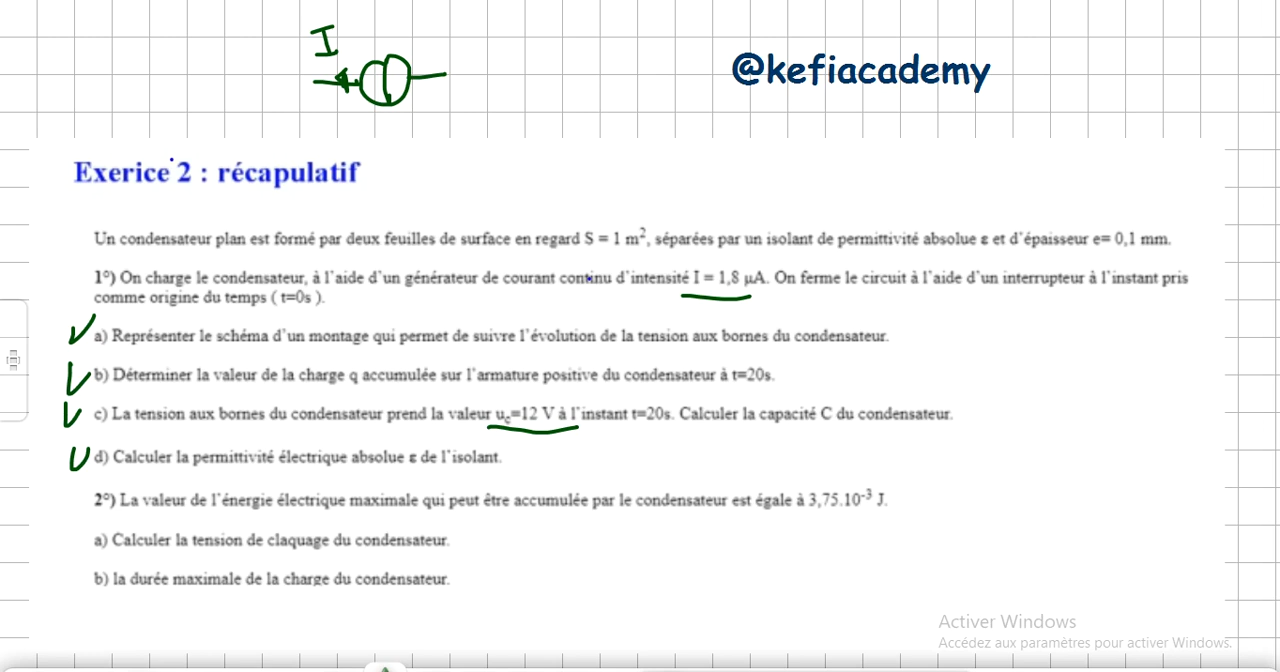 I
@kefiacademy
Exerice 2 : récapulatif
Un condensateur plan est formé par deux feuilles de surface en regard S = 1 m², séparées par un isolant de permittivité absolue ε et d'épaisseur e= 0,1 mm.
1°) On charge le condensateur, à l'aide d'un générateur de courant continu d'intensité I = 1,8 µA. On ferme le circuit à l'aide d'un interrupteur à l'instant pris
comme origine du temps ( t=0s ).
a) Représenter le schéma d'un montage qui permet de suivre l'évolution de la tension aux bornes du condensateur.
b) Déterminer la valeur de la charge q accumulée sur l'armature positive du condensateur à t=20s.
c) La tension aux bornes du condensateur prend la valeur u_c=12 V à l'instant t=20s. Calculer la capacité C du condensateur.
d) Calculer la permittivité électrique absolue ε de l'isolant.
2°) La valeur de l'énergie électrique maximale qui peut être accumulée par le condensateur est égale à 3,75.10⁻³ J.
a) Calculer la tension de claquage du condensateur.
b) la durée maximale de la charge du condensateur.
Activer Windows
Accédez aux paramètres pour activer Windows.